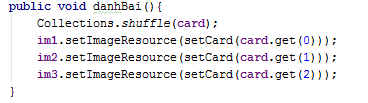 public void danhBai(){
Collections.shuffle(card);
im1.setImageResource(setCard(card.get(0)));
im2.setImageResource(setCard(card.get(1)));
im3.setImageResource(setCard(card.get(2)));
}